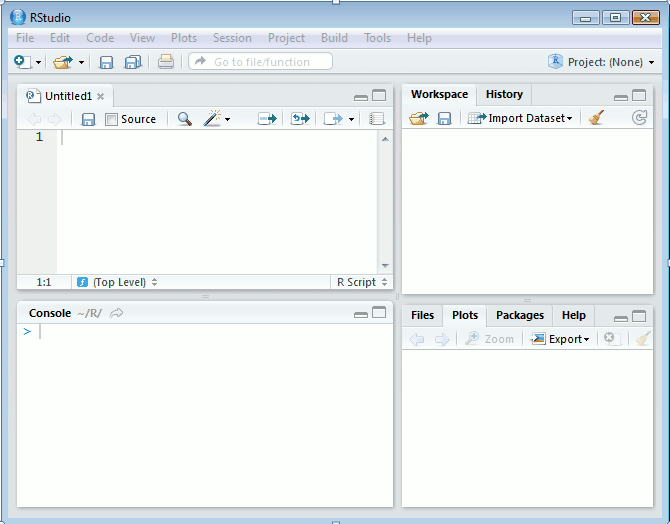 RStudio
File Edit Code View Plots Session Project Build Tools Help
Go to file/function Project: (None)
Untitled1
Source
1
1:1 (Top Level) R Script
Workspace History
Import Dataset
Console ~/R/
>
Files Plots Packages Help
Zoom Export